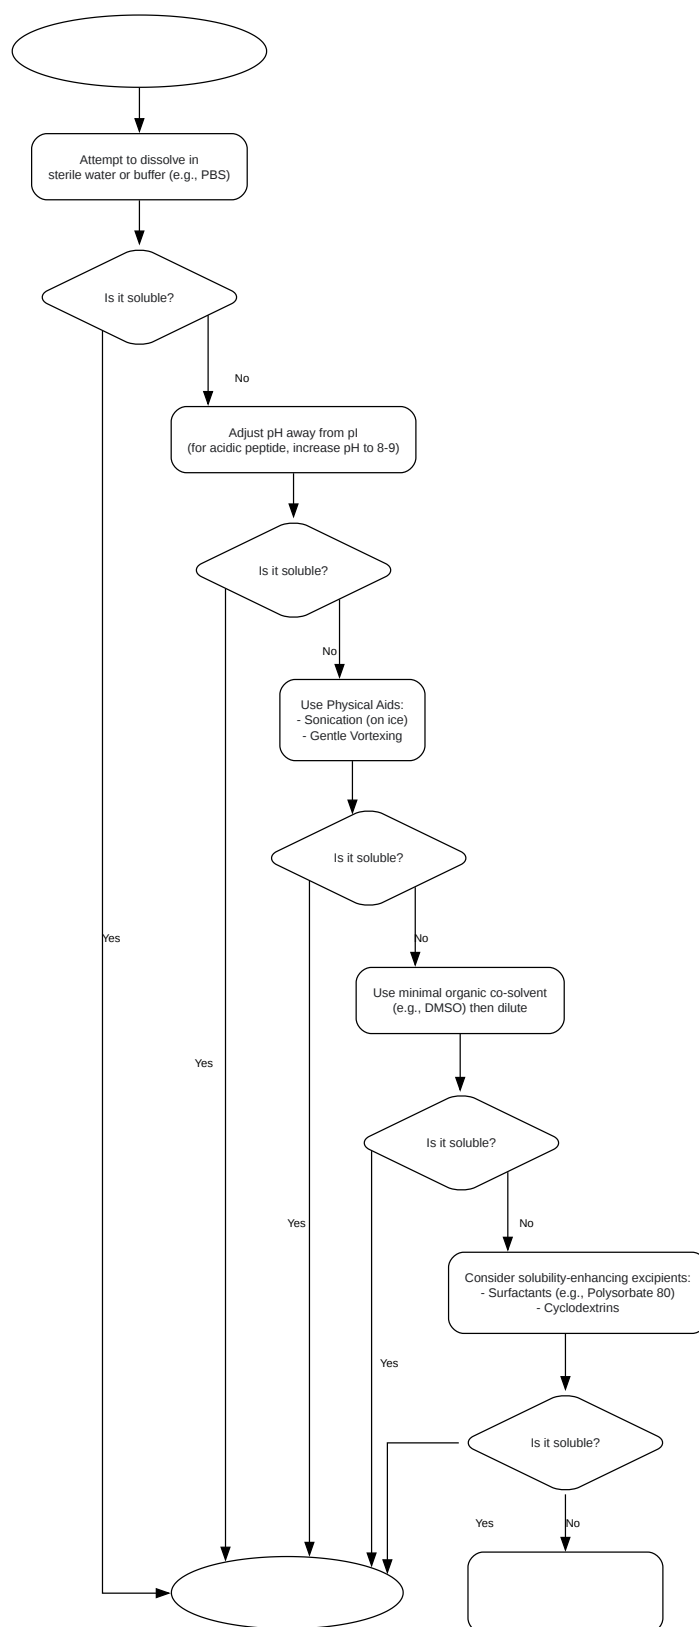 Attempt to dissolve in
sterile water or buffer (e.g., PBS)
Is it soluble?
No
Adjust pH away from pI
(for acidic peptide, increase pH to 8-9)
Is it soluble?
No
Use Physical Aids:
- Sonication (on ice)
- Gentle Vortexing
Is it soluble?
Yes
No
Use minimal organic co-solvent
(e.g., DMSO) then dilute
Yes
Is it soluble?
Yes
No
Consider solubility-enhancing excipients:
- Surfactants (e.g., Polysorbate 80)
- Cyclodextrins
Yes
Is it soluble?
Yes
No